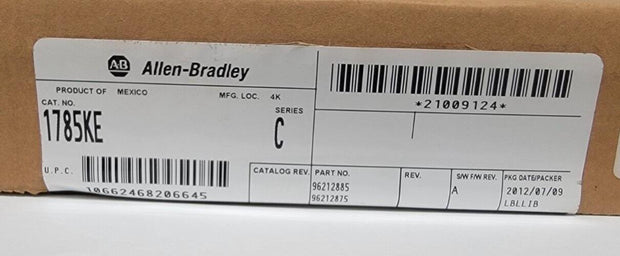 AB Allen-Bradley
PRODUCT OF MEXICO MFG. LOC. 4K
CAT. NO. SERIES
1785KE C
U.P.C.
10662468206645
*21009124*
CATALOG REV. PART NO. REV. S/W F/W REV. PKG DATE/PACKER
96212885 A 2012/07/09
96212875 LBLLIB